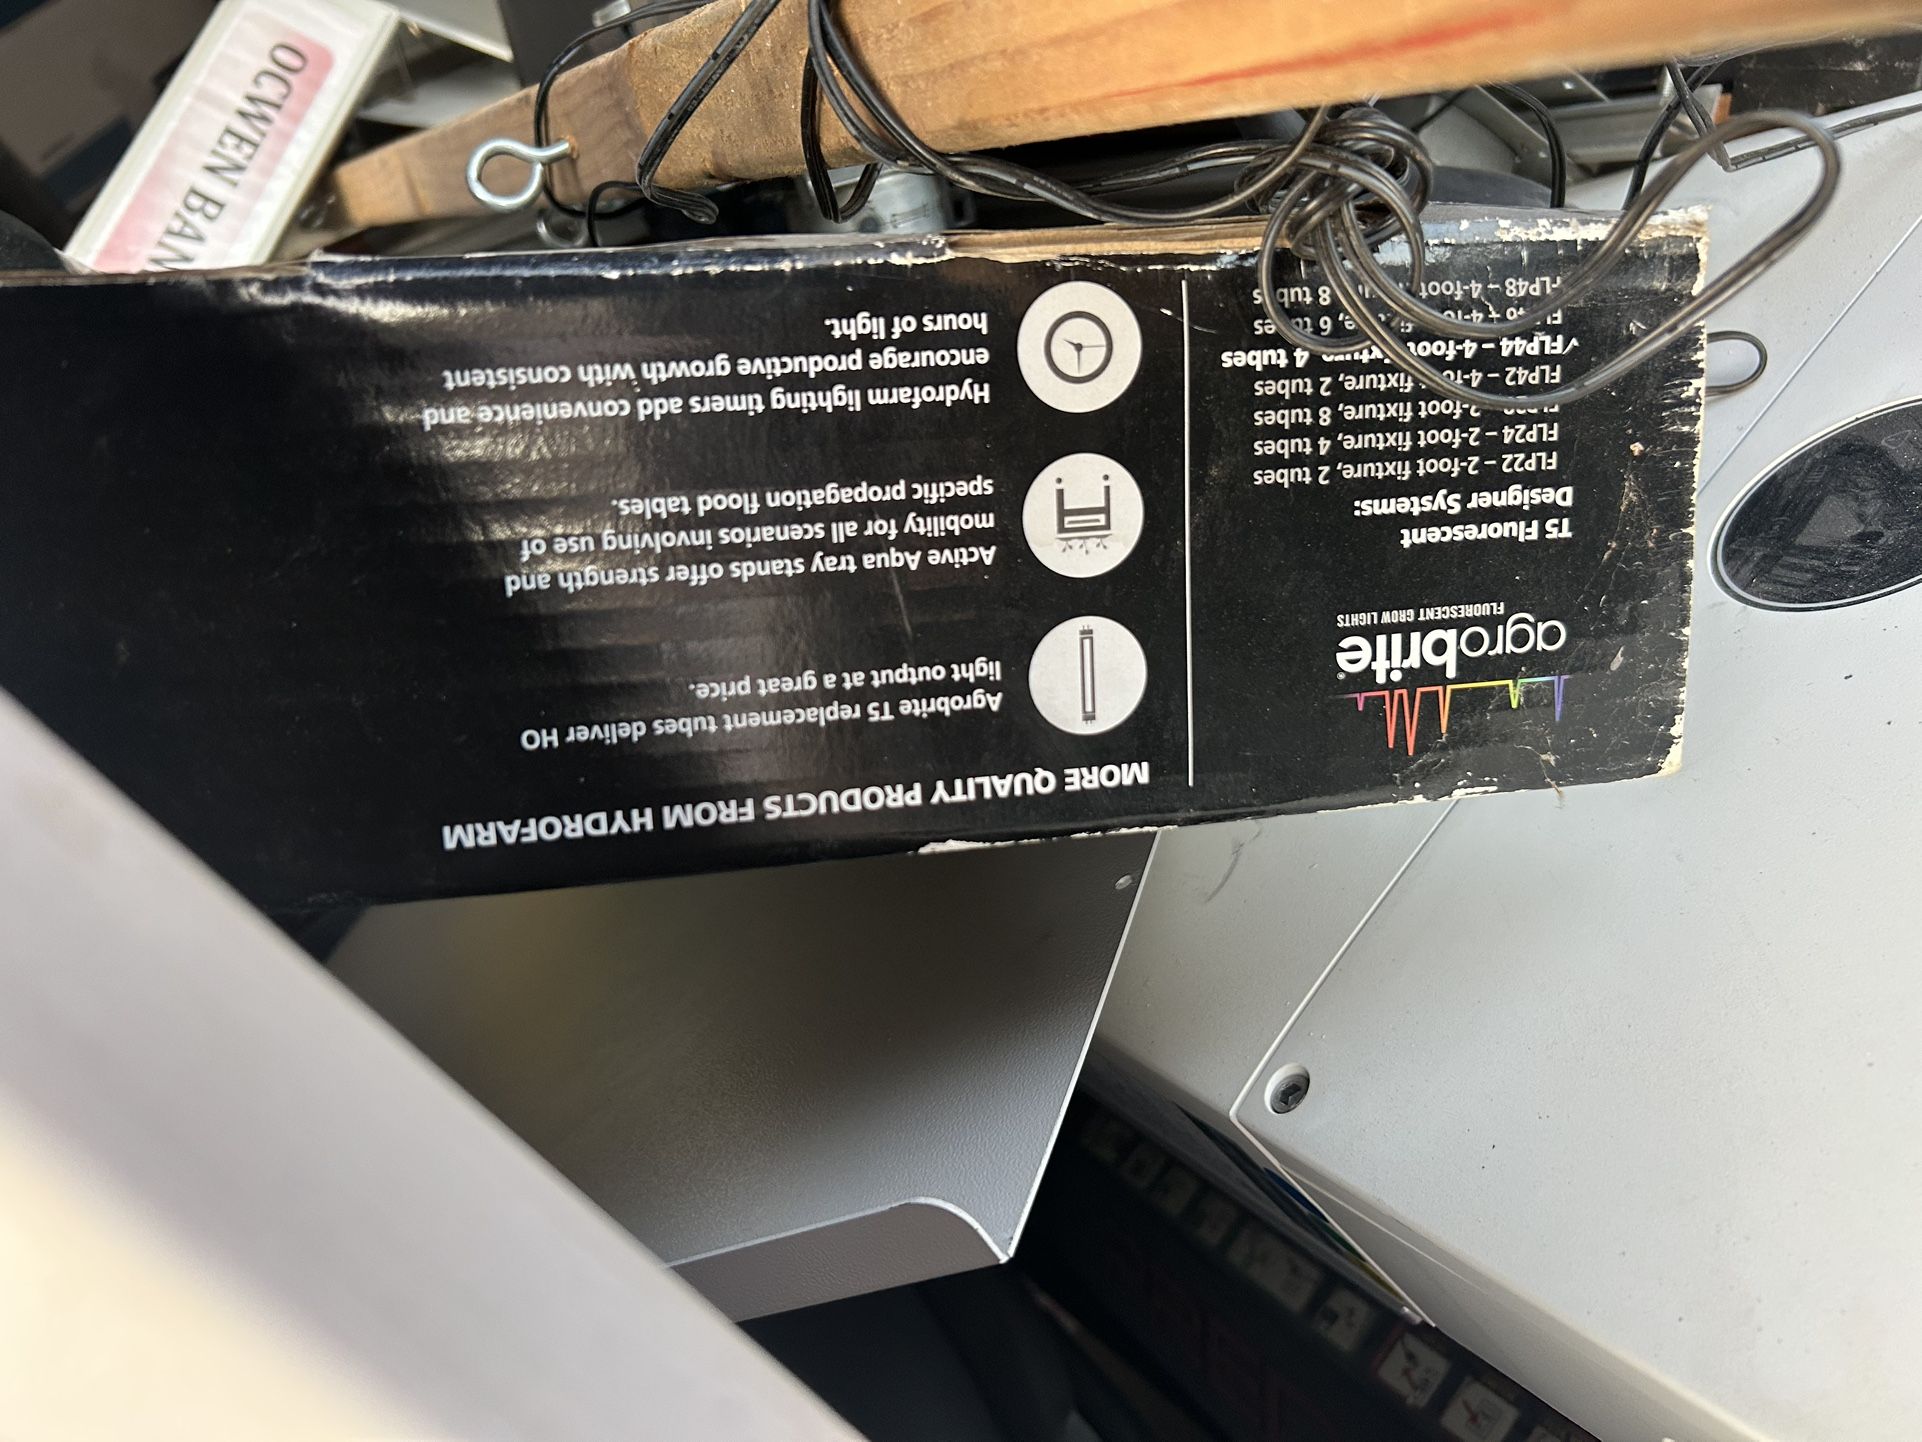 OCWEN BAN
agrobrite®
FLUORESCENT GROW LIGHTS
T5 Fluorescent
Designer Systems:
FLP22 – 2-foot fixture, 2 tubes
FLP24 – 2-foot fixture, 4 tubes
2-foot fixture, 8 tubes
FLP42 – 4-foot fixture, 2 tubes
✓FLP44 – 4-foot fixture, 4 tubes
6 tubes
FLP48 – 4-foot 8 tubes
MORE QUALITY PRODUCTS FROM HYDROFARM
Agrobrite T5 replacement tubes deliver HO
light output at a great price.
Active Aqua tray stands offer strength and
mobility for all scenarios involving use of
specific propagation flood tables.
Hydrofarm lighting timers add convenience and
encourage productive growth with consistent
hours of light.